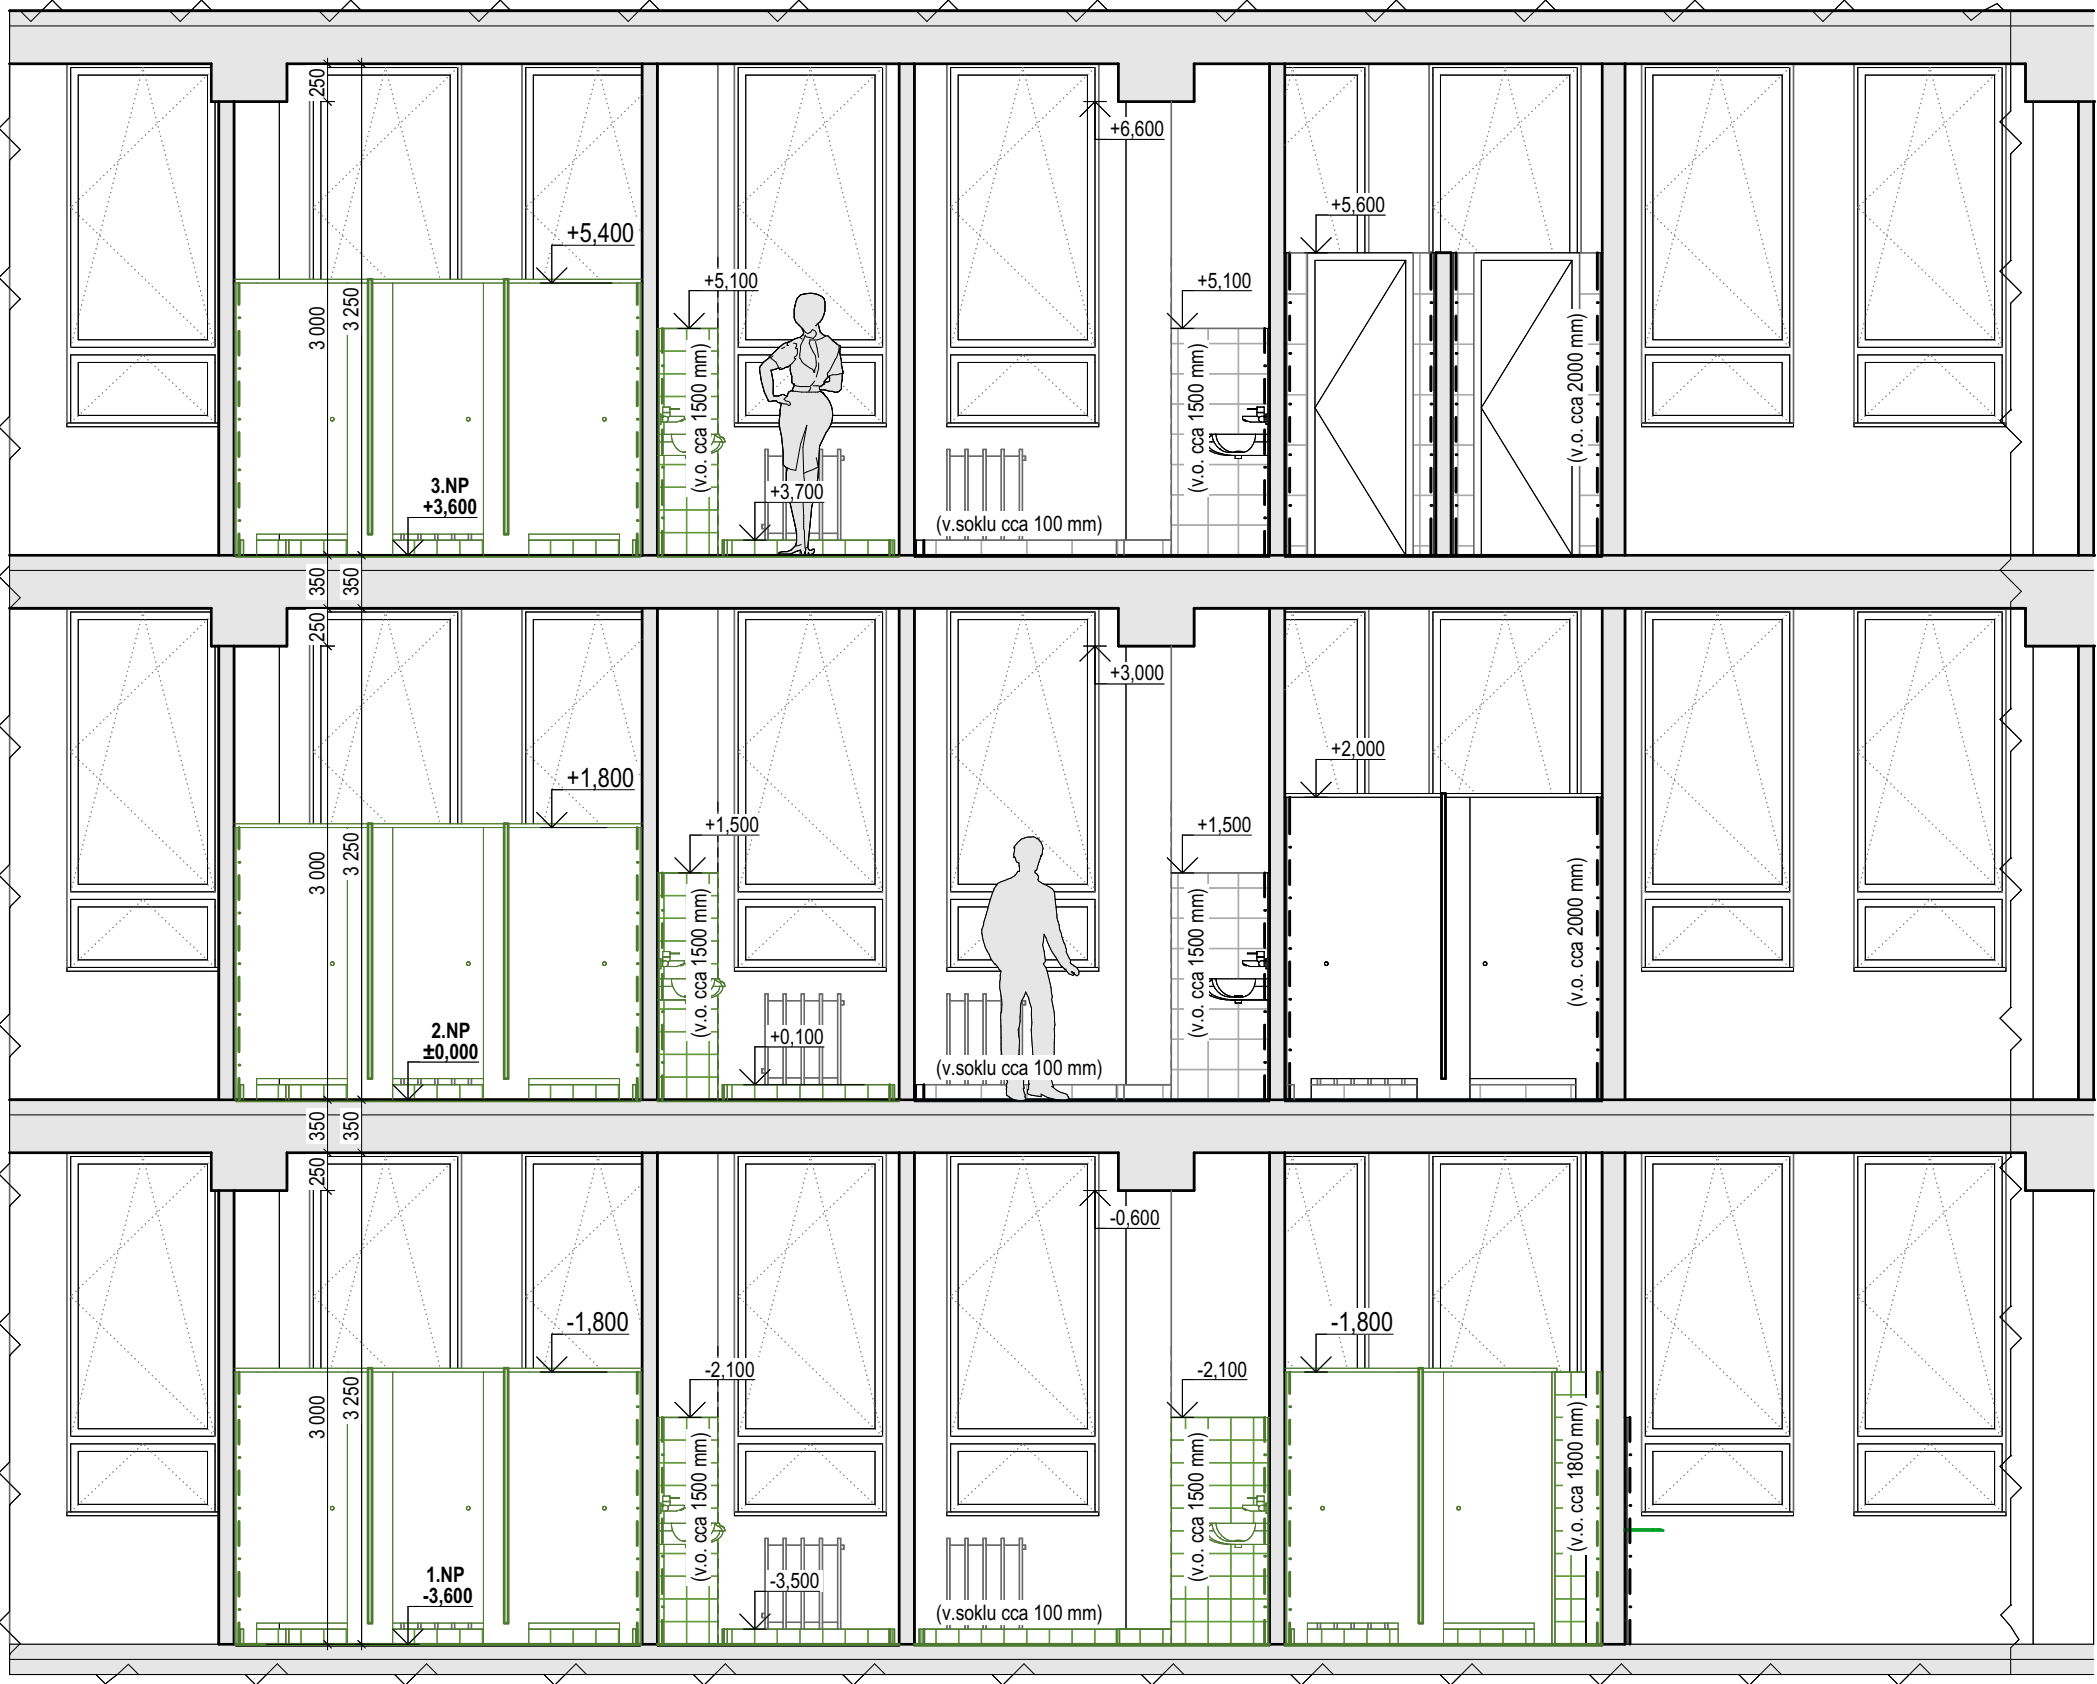 250
+6,600
+5,600
+5,400
+5,100
+5,100
3 000
3 250
(v.o. cca 1500 mm)
(v.o. cca 1500 mm)
(v.o. cca 2000 mm)
3.NP
+3,600
+3,700
(v.soklu cca 100 mm)
350
350
250
+3,000
+2,000
+1,800
+1,500
+1,500
3 000
3 250
(v.o. cca 1500 mm)
(v.o. cca 1500 mm)
(v.o. cca 2000 mm)
2.NP
±0,000
+0,100
(v.soklu cca 100 mm)
350
350
250
-0,600
-1,800
-1,800
-2,100
-2,100
3 000
3 250
(v.o. cca 1500 mm)
(v.o. cca 1500 mm)
(v.o. cca 1800 mm)
1.NP
-3,600
-3,500
(v.soklu cca 100 mm)